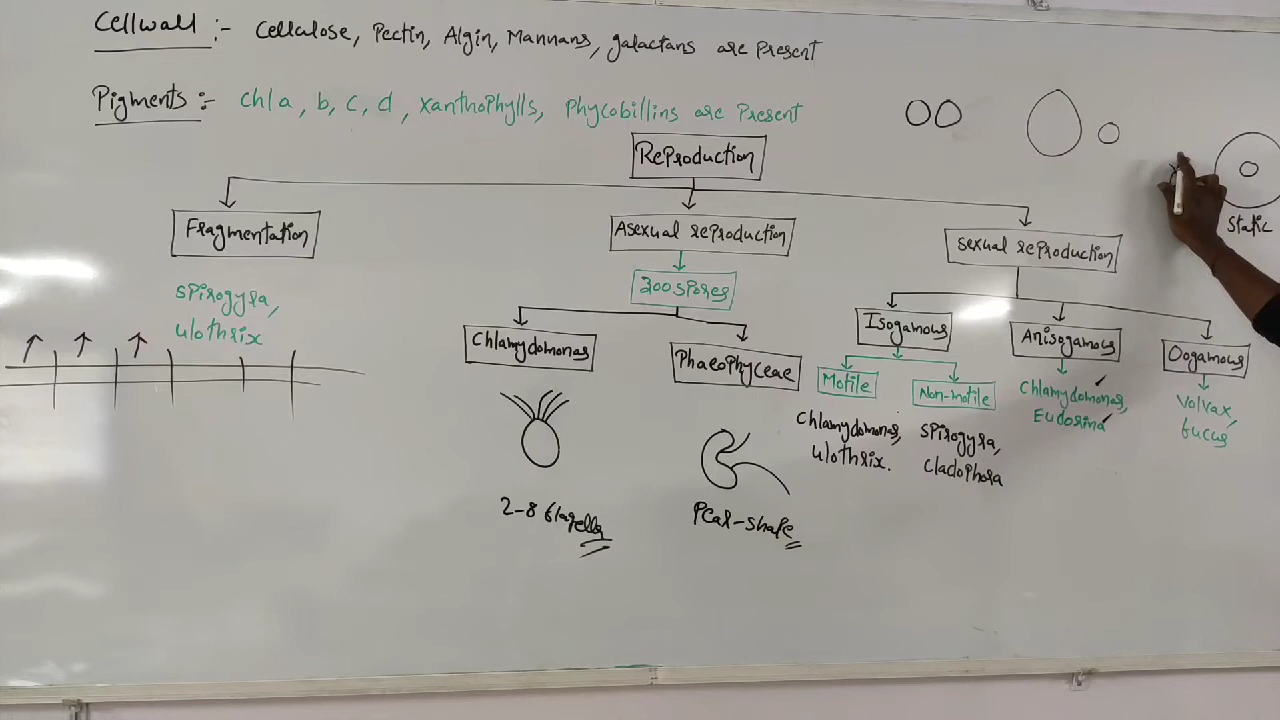 Cellwall :- Cellulose, Pectin, Algin, Mannans, galactans are Present
Pigments :- Chl a, b, c, d, Xanthophylls, Phycobillins are Present
Reproduction
Fragmentation
Asexual reproduction
Sexual reproduction
Static
Spirogyra,
Ulothrix
Zoospores
Chlamydomonas
Phaeophyceae
Isogamous
Anisogamous
Oogamous
Motile
Non-motile
Chlamydomonas,
Ulothrix.
Spirogyra,
Cladophora
Chlamydomonas,
Eudorina
Volvax,
fucus
2-8 flagella
Pear-shape